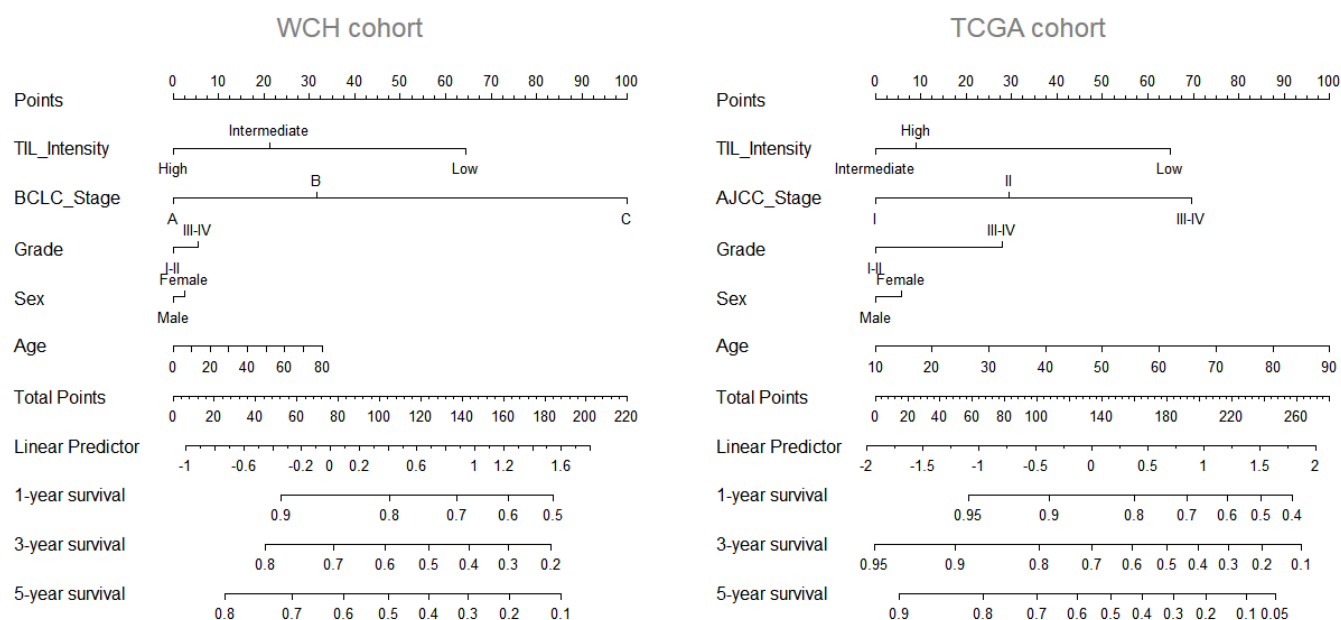 WCH cohort
0 10 20 30 40 50 60 70 80 90 100
Points
Intermediate
TIL_Intensity
High Low
B
BCLC_Stage
A C
III-IV
Grade
I-II
Female
Sex
Male
Age
0 20 40 60 80
Total Points
0 20 40 60 80 100 120 140 160 180 200 220
Linear Predictor
-1 -0.6 -0.2 0 0.2 0.6 1 1.2 1.6
1-year survival
0.9 0.8 0.7 0.6 0.5
3-year survival
0.8 0.7 0.6 0.5 0.4 0.3 0.2
5-year survival
0.8 0.7 0.6 0.5 0.4 0.3 0.2 0.1
TCGA cohort
0 10 20 30 40 50 60 70 80 90 100
Points
High
TIL_Intensity
Intermediate Low
II
AJCC_Stage
I III-IV
III-IV
Grade
I-II
Female
Sex
Male
Age
10 20 30 40 50 60 70 80 90
Total Points
0 20 40 60 80 100 140 180 220 260
Linear Predictor
-2 -1.5 -1 -0.5 0 0.5 1 1.5 2
1-year survival
0.95 0.9 0.8 0.7 0.6 0.5 0.4
3-year survival
0.95 0.9 0.8 0.7 0.6 0.5 0.4 0.3 0.2 0.1
5-year survival
0.9 0.8 0.7 0.6 0.5 0.4 0.3 0.2 0.1 0.05